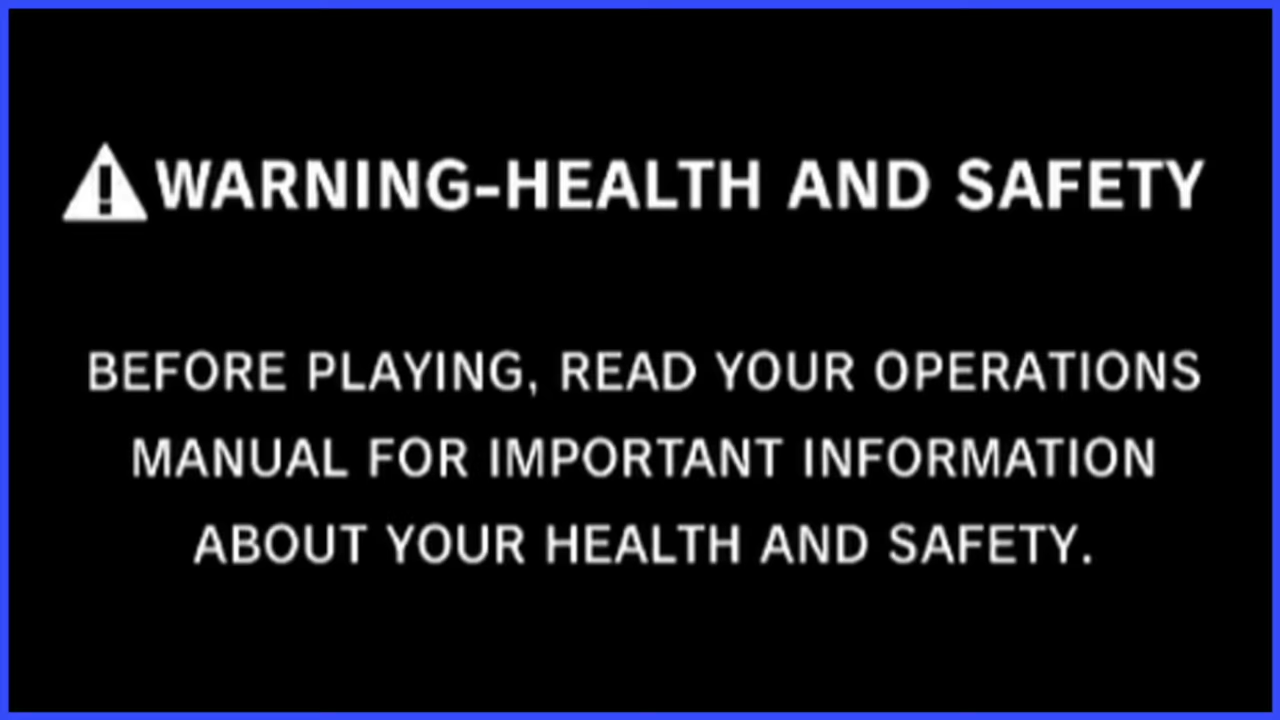 WARNING-HEALTH AND SAFETY
BEFORE PLAYING, READ YOUR OPERATIONS
MANUAL FOR IMPORTANT INFORMATION
ABOUT YOUR HEALTH AND SAFETY.